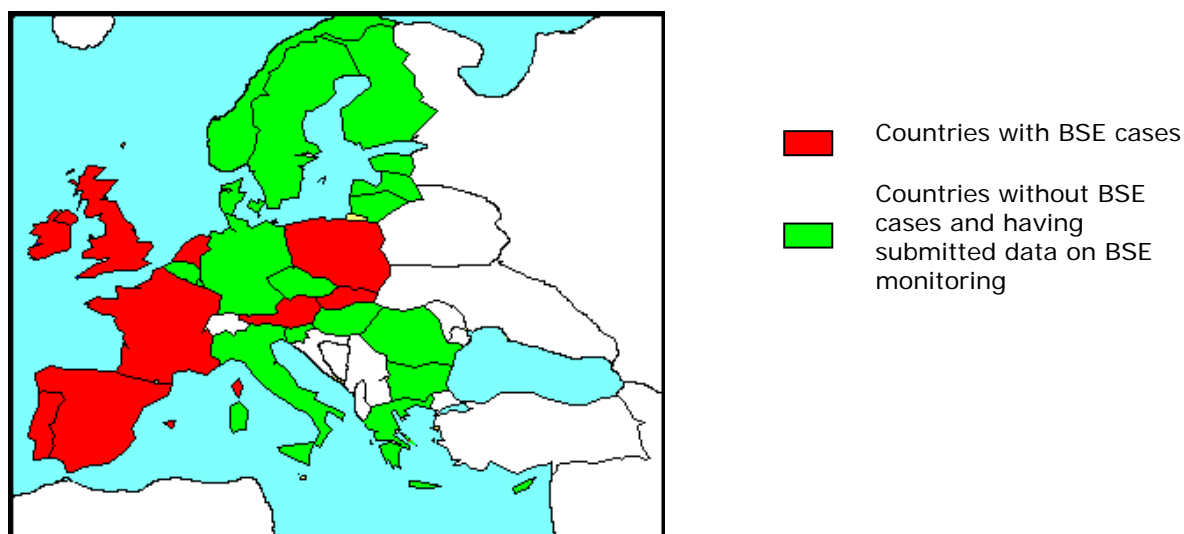 Countries with BSE cases
Countries without BSE
cases and having
submitted data on BSE
monitoring